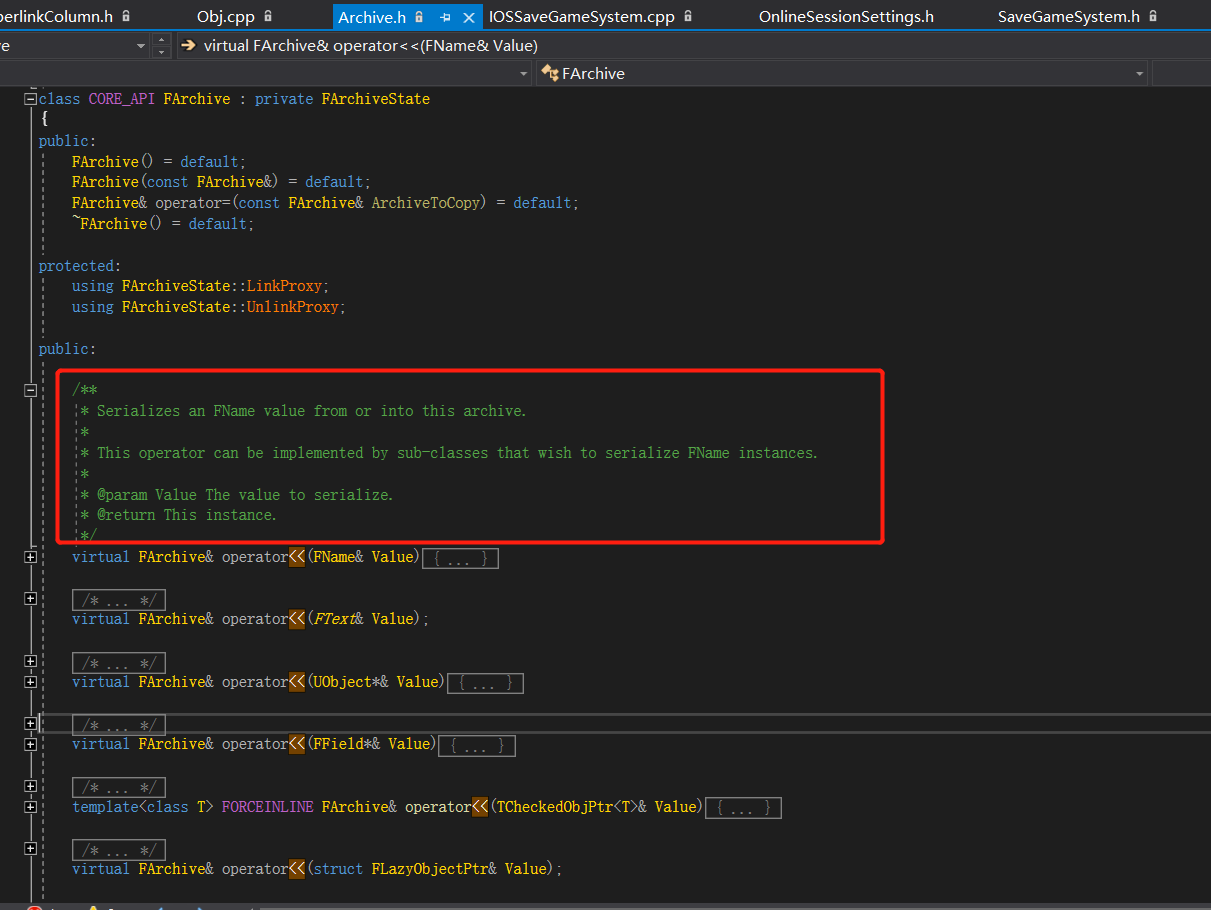 erlinkColumn.h
Obj.cpp
Archive.h
IOSSaveGameSystem.cpp
OnlineSessionSettings.h
SaveGameSystem.h
e
virtual FArchive& operator<<(FName& Value)
FArchive
class CORE_API FArchive : private FArchiveState
{
public:
FArchive() = default;
FArchive(const FArchive&) = default;
FArchive& operator=(const FArchive& ArchiveToCopy) = default;
~FArchive() = default;
protected:
using FArchiveState::LinkProxy;
using FArchiveState::UnlinkProxy;
public:
/**
* Serializes an FName value from or into this archive.
*
* This operator can be implemented by sub-classes that wish to serialize FName instances.
*
* @param Value The value to serialize.
* @return This instance.
*/
virtual FArchive& operator<<(FName& Value){ ... }
/* ... */
virtual FArchive& operator<<(FText& Value);
/* ... */
virtual FArchive& operator<<(UObject*& Value){ ... }
/* ... */
virtual FArchive& operator<<(FField*& Value){ ... }
/* ... */
template<class T> FORCEINLINE FArchive& operator<<(TCheckedObjPtr<T>& Value){ ... }
/* ... */
virtual FArchive& operator<<(struct FLazyObjectPtr& Value);